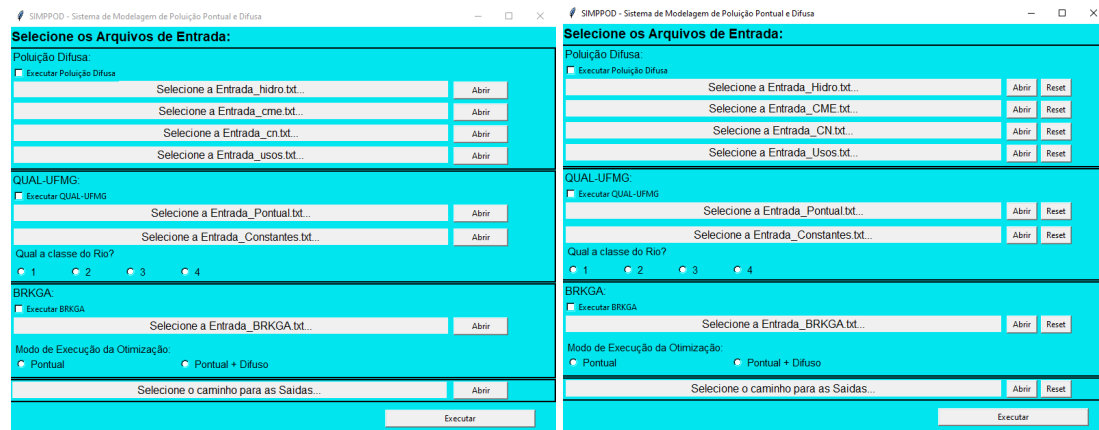 SIMPPOD - Sistema de Modelagem de Poluição Pontual e Difusa
Selecione os Arquivos de Entrada:
Poluição Difusa:
Executar Poluição Difusa
Selecione a Entrada_hidro.txt... Abrir
Selecione a Entrada_cme.txt... Abrir
Selecione a Entrada_cn.txt... Abrir
Selecione a Entrada_usos.txt... Abrir
QUAL-UFMG:
Executar QUAL-UFMG
Selecione a Entrada_Pontual.txt... Abrir
Selecione a Entrada_Constantes.txt... Abrir
Qual a classe do Rio?
1 2 3 4
BRKGA:
Executar BRKGA
Selecione a Entrada_BRKGA.txt... Abrir
Modo de Execução da Otimização:
Pontual Pontual + Difuso
Selecione o caminho para as Saidas... Abrir
Executar
SIMPPOD - Sistema de Modelagem de Poluição Pontual e Difusa
Selecione os Arquivos de Entrada:
Poluição Difusa:
Executar Poluição Difusa
Selecione a Entrada_Hidro.txt... Abrir Reset
Selecione a Entrada_CME.txt... Abrir Reset
Selecione a Entrada_CN.txt... Abrir Reset
Selecione a Entrada_Usos.txt... Abrir Reset
QUAL-UFMG:
Executar QUAL-UFMG
Selecione a Entrada_Pontual.txt... Abrir Reset
Selecione a Entrada_Constantes.txt... Abrir Reset
Qual a classe do Rio?
1 2 3 4
BRKGA:
Executar BRKGA
Selecione a Entrada_BRKGA.txt... Abrir Reset
Modo de Execução da Otimização:
Pontual Pontual + Difuso
Selecione o caminho para as Saidas... Abrir Reset
Executar